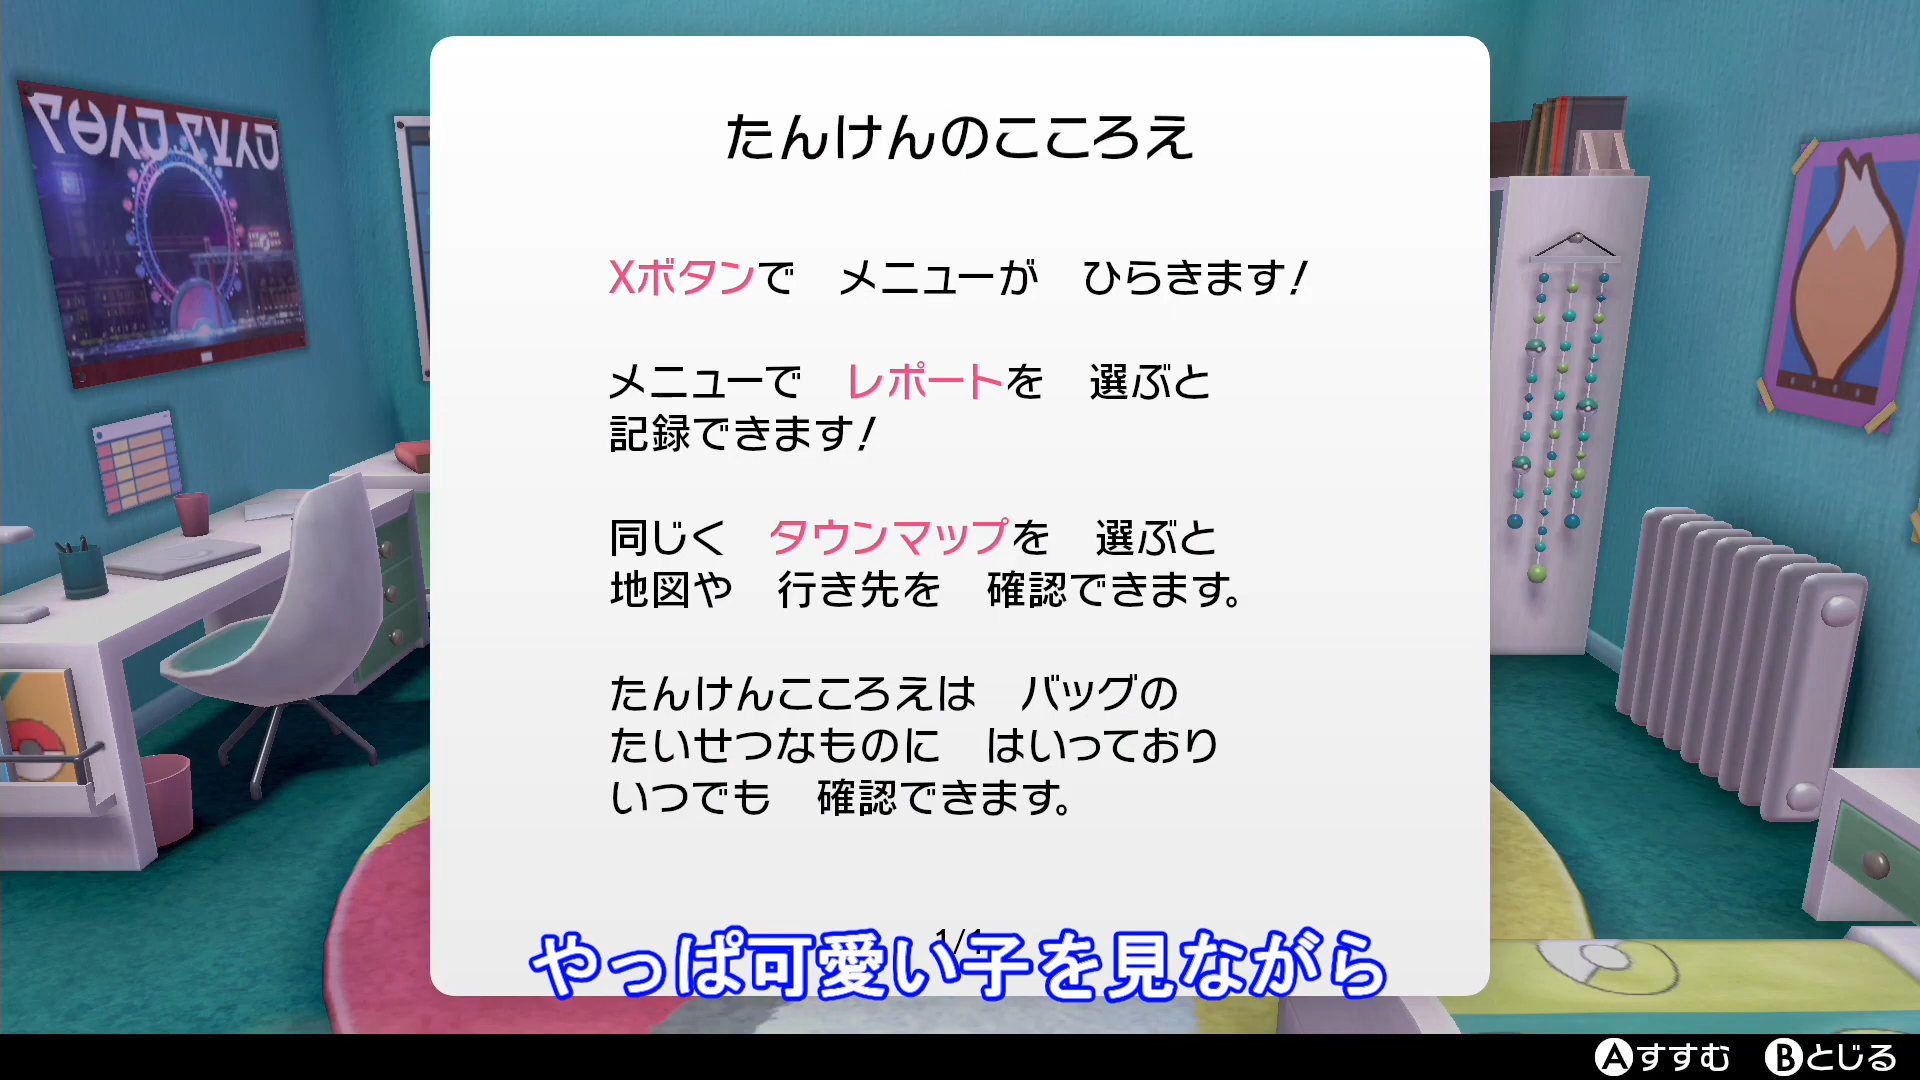 たんけんのこころえ
Xボタンで　メニューが　ひらきます！
メニューで　レポートを　選ぶと
記録できます！
同じく　タウンマップを　選ぶと
地図や　行き先を　確認できます。
たんけんこころえは　バッグの
たいせつなものに　はいっており
いつでも　確認できます。
1/1
やっぱ可愛い子を見ながら
Ⓐすすむ　Ⓑとじる